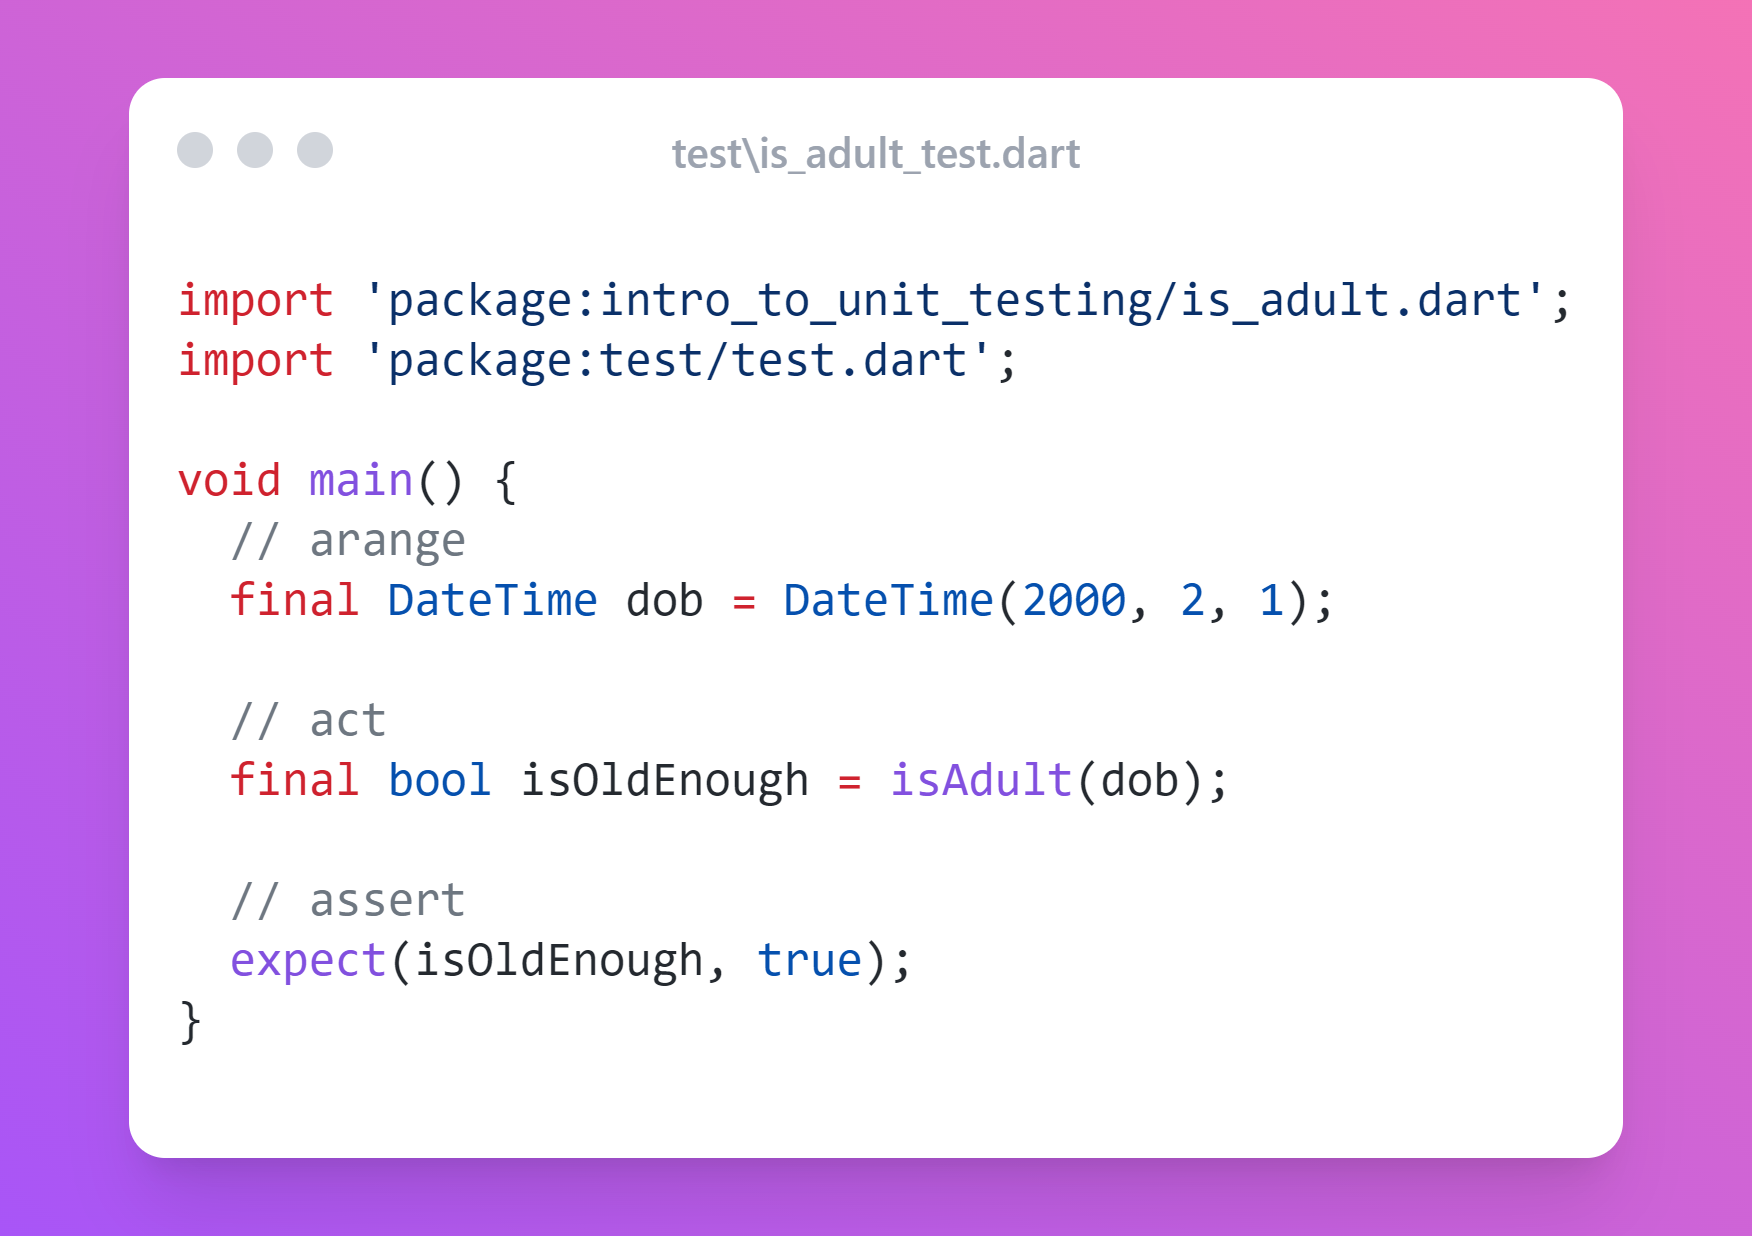 test\is_adult_test.dart
import 'package:intro_to_unit_testing/is_adult.dart';
import 'package:test/test.dart';
void main() {
  // arange
  final DateTime dob = DateTime(2000, 2, 1);
  // act
  final bool isOldEnough = isAdult(dob);
  // assert
  expect(isOldEnough, true);
}